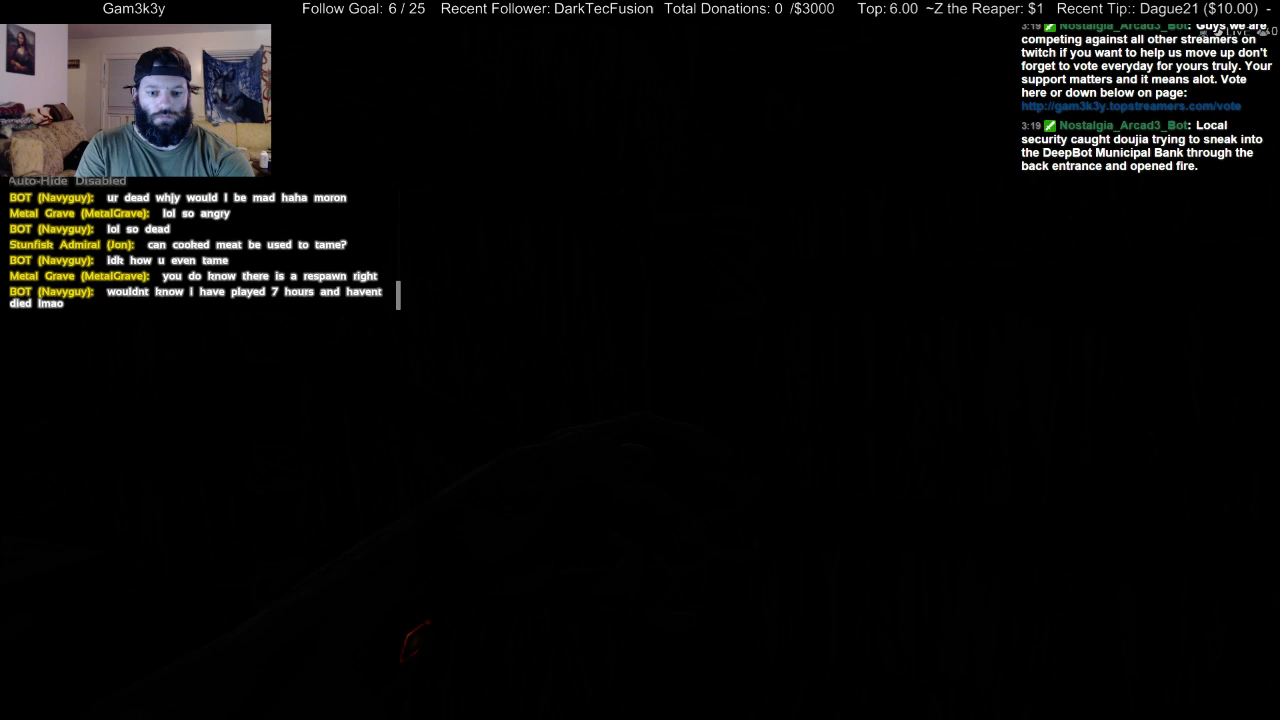 Gam3k3y Follow Goal: 6 / 25 Recent Follower: DarkTecFusion Total Donations: 0 /$3000 Top: 6.00 ~Z the Reaper: $1 Recent Tip:: Dague21 ($10.00) -
3:19 Nostalgia_Arcad3_Bot: Guys we are
competing against all other streamers on
twitch if you want to help us move up don't
forget to vote everyday for yours truly. Your
support matters and it means alot. Vote
here or down below on page:
http://gam3k3y.topstreamers.com/vote
3:19 Nostalgia_Arcad3_Bot: Local
security caught doujia trying to sneak into
the DeepBot Municipal Bank through the
back entrance and opened fire.
Auto-Hide Disabled
BOT (Navyguy): ur dead whjy would I be mad haha moron
Metal Grave (MetalGrave): lol so angry
BOT (Navyguy): lol so dead
Stunfisk Admiral (Jon): can cooked meat be used to tame?
BOT (Navyguy): Idk how u even tame
Metal Grave (MetalGrave): you do know there is a respawn right
BOT (Navyguy): wouldnt know i have played 7 hours and havent
died lmao